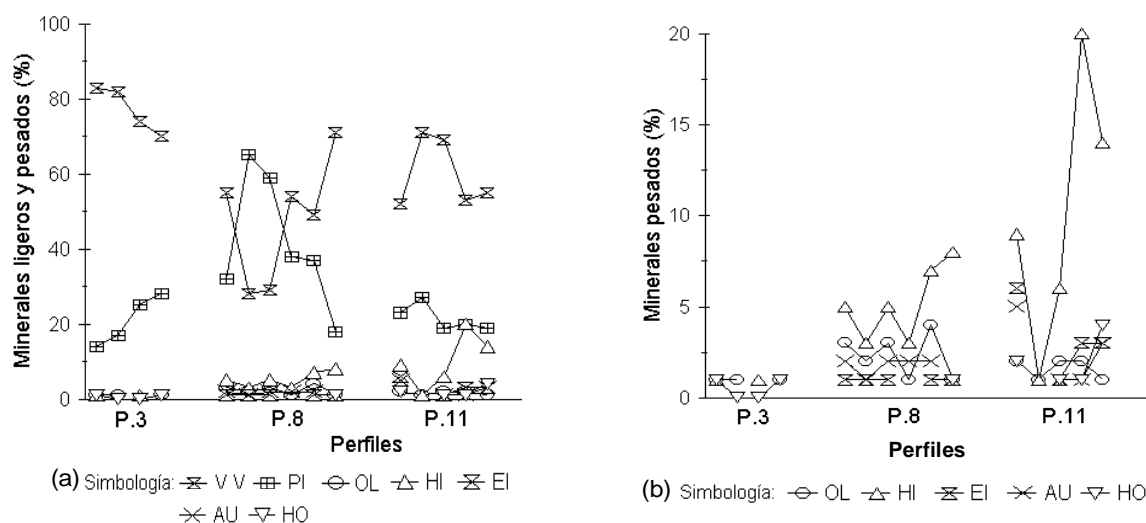 Minerales ligeros y pesados (%)
100
80
60
40
20
0
P.3 P.8 P.11
Perfiles
(a) Simbología: V V PI OL HI EI
AU HO
Minerales pesados (%)
20
15
10
5
0
P.3 P.8 P.11
Perfiles
(b) Simbología: OL HI EI AU HO